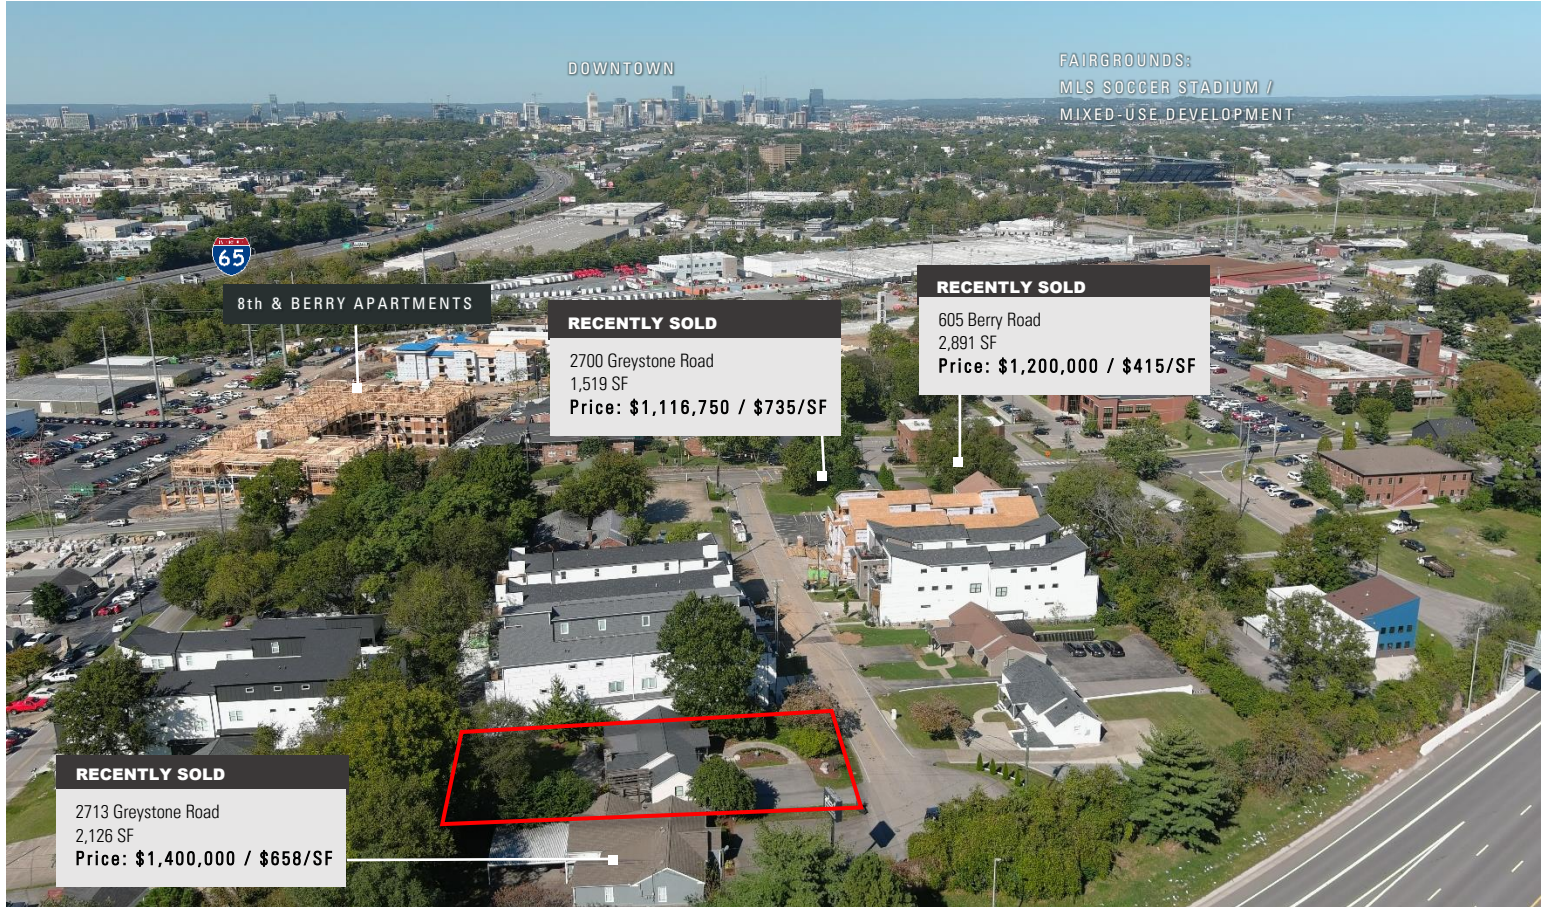 DOWNTOWN
FAIRGROUNDS:
MLS SOCCER STADIUM /
MIXED-USE DEVELOPMENT
65
8th & BERRY APARTMENTS
RECENTLY SOLD
2700 Greystone Road
1,519 SF
Price: $1,116,750 / $735/SF
RECENTLY SOLD
605 Berry Road
2,891 SF
Price: $1,200,000 / $415/SF
RECENTLY SOLD
2713 Greystone Road
2,126 SF
Price: $1,400,000 / $658/SF